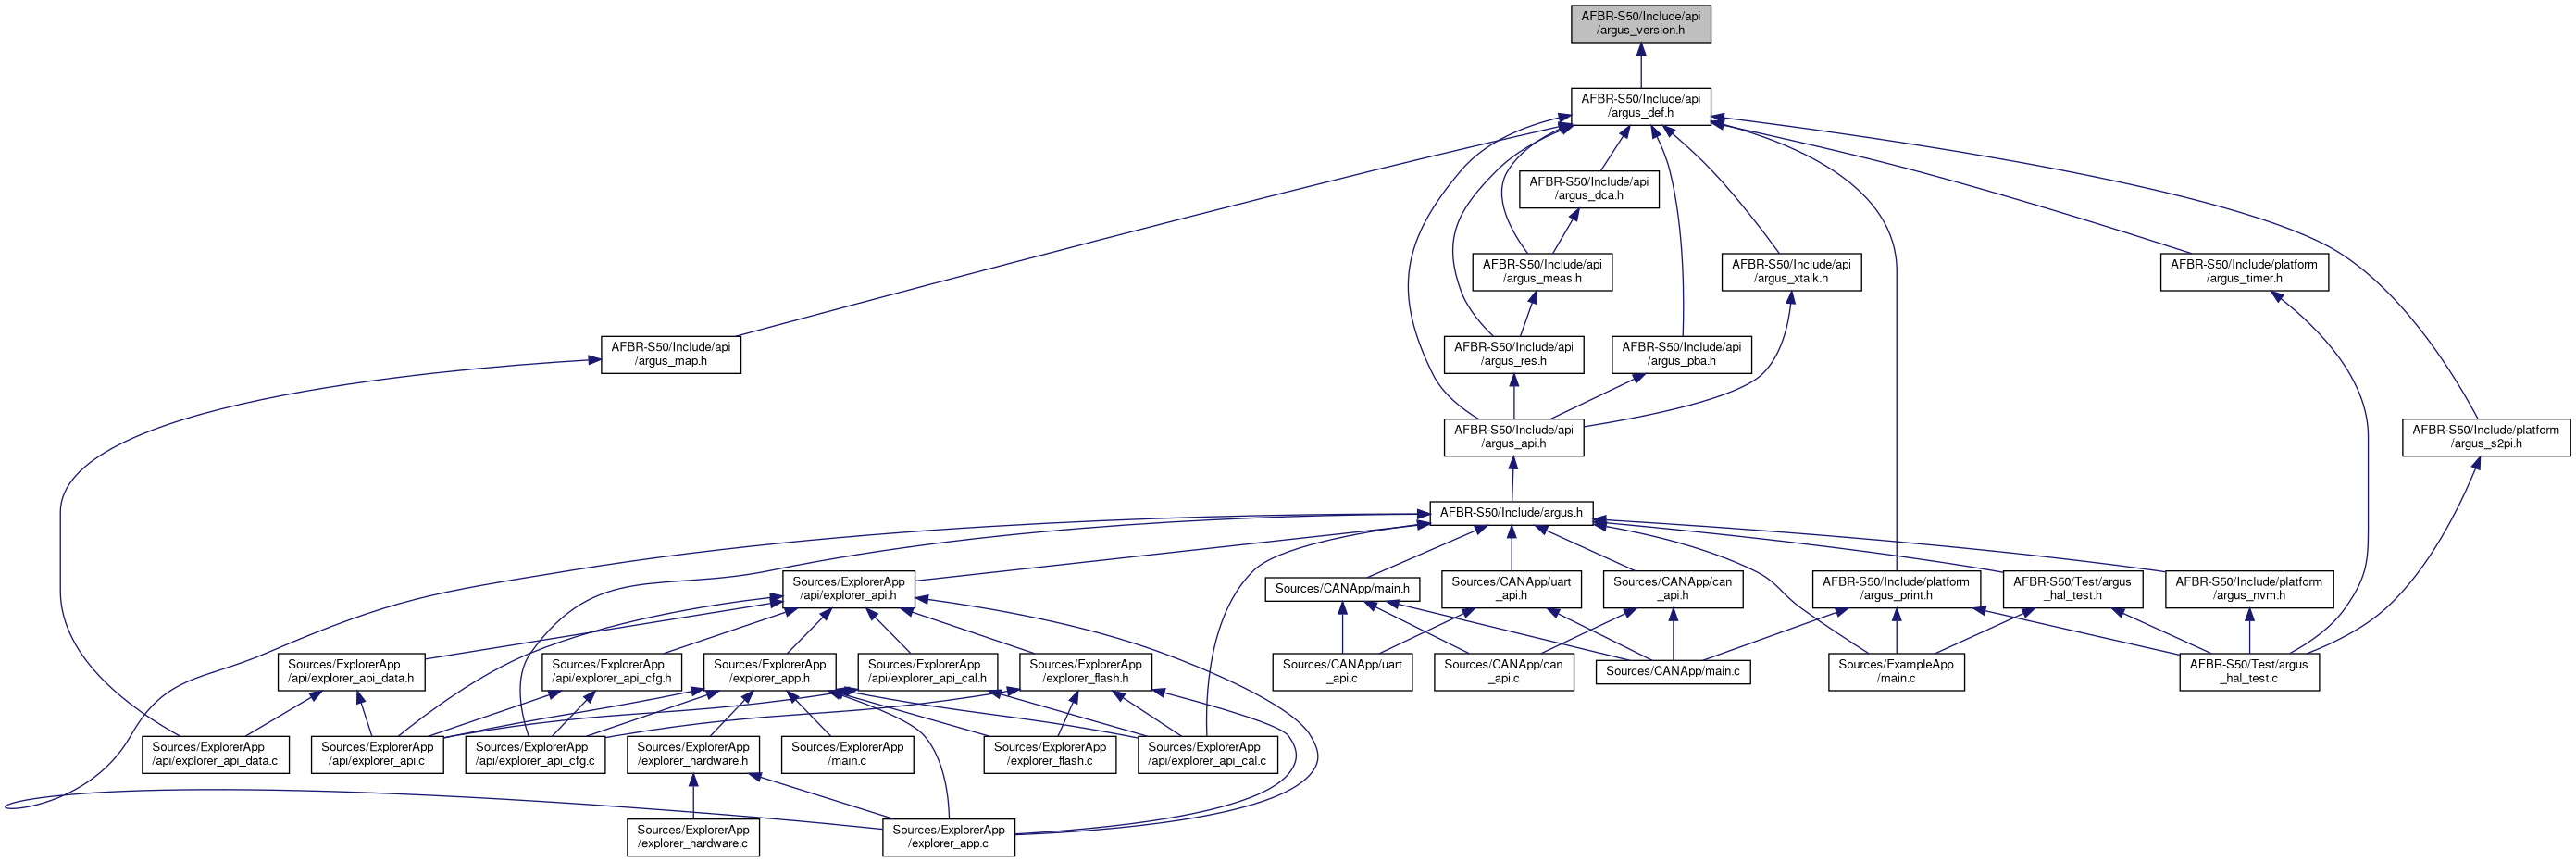 AFBR-S50/Include/api
/argus_version.h
AFBR-S50/Include/api
/argus_def.h
AFBR-S50/Include/api
/argus_dca.h
AFBR-S50/Include/api
/argus_meas.h
AFBR-S50/Include/api
/argus_xtalk.h
AFBR-S50/Include/platform
/argus_timer.h
AFBR-S50/Include/api
/argus_map.h
AFBR-S50/Include/api
/argus_res.h
AFBR-S50/Include/api
/argus_pba.h
AFBR-S50/Include/api
/argus_api.h
AFBR-S50/Include/platform
/argus_s2pi.h
AFBR-S50/Include/argus.h
Sources/ExplorerApp
/api/explorer_api.h
Sources/CANApp/main.h
Sources/CANApp/uart
_api.h
Sources/CANApp/can
_api.h
AFBR-S50/Include/platform
/argus_print.h
AFBR-S50/Test/argus
_hal_test.h
AFBR-S50/Include/platform
/argus_nvm.h
Sources/ExplorerApp
/api/explorer_api_data.h
Sources/ExplorerApp
/api/explorer_api_cfg.h
Sources/ExplorerApp
/explorer_app.h
Sources/ExplorerApp
/api/explorer_api_cal.h
Sources/ExplorerApp
/explorer_flash.h
Sources/CANApp/uart
_api.c
Sources/CANApp/can
_api.c
Sources/CANApp/main.c
Sources/ExampleApp
/main.c
AFBR-S50/Test/argus
_hal_test.c
Sources/ExplorerApp
/api/explorer_api_data.c
Sources/ExplorerApp
/api/explorer_api.c
Sources/ExplorerApp
/api/explorer_api_cfg.c
Sources/ExplorerApp
/explorer_hardware.h
Sources/ExplorerApp
/main.c
Sources/ExplorerApp
/explorer_flash.c
Sources/ExplorerApp
/api/explorer_api_cal.c
Sources/ExplorerApp
/explorer_hardware.c
Sources/ExplorerApp
/explorer_app.c